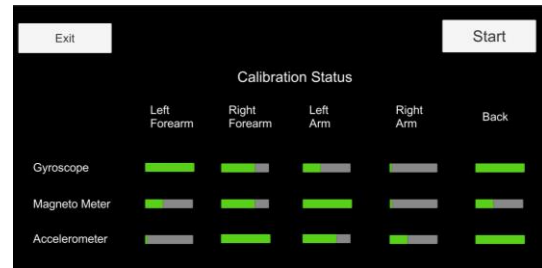 Exit
Start
Calibration Status
Left Forearm
Right Forearm
Left Arm
Right Arm
Back
Gyroscope
Magneto Meter
Accelerometer